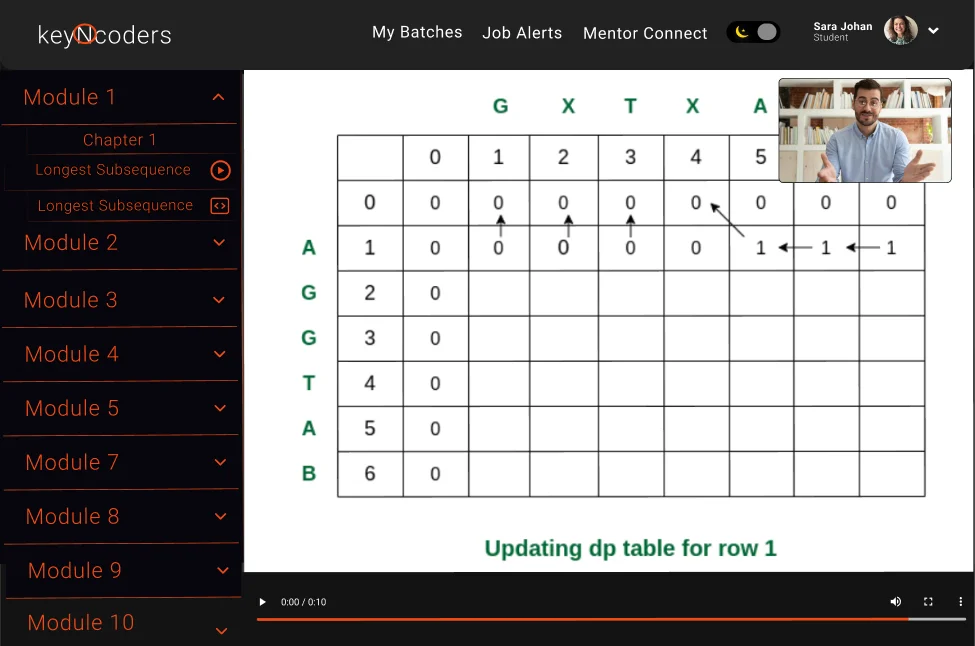 keyNcoders
My Batches Job Alerts Mentor Connect
Sara Johan
Student
Module 1
Chapter 1
Longest Subsequence
Longest Subsequence
Module 2
Module 3
Module 4
Module 5
Module 7
Module 8
Module 9
Module 10
G X T X A
0 1 2 3 4 5
0 0 0 0 0 0 0 0 0
A 1 0 0 0 0 0 1 1 1
G 2 0
G 3 0
T 4 0
A 5 0
B 6 0
Updating dp table for row 1
0:00 / 0:10